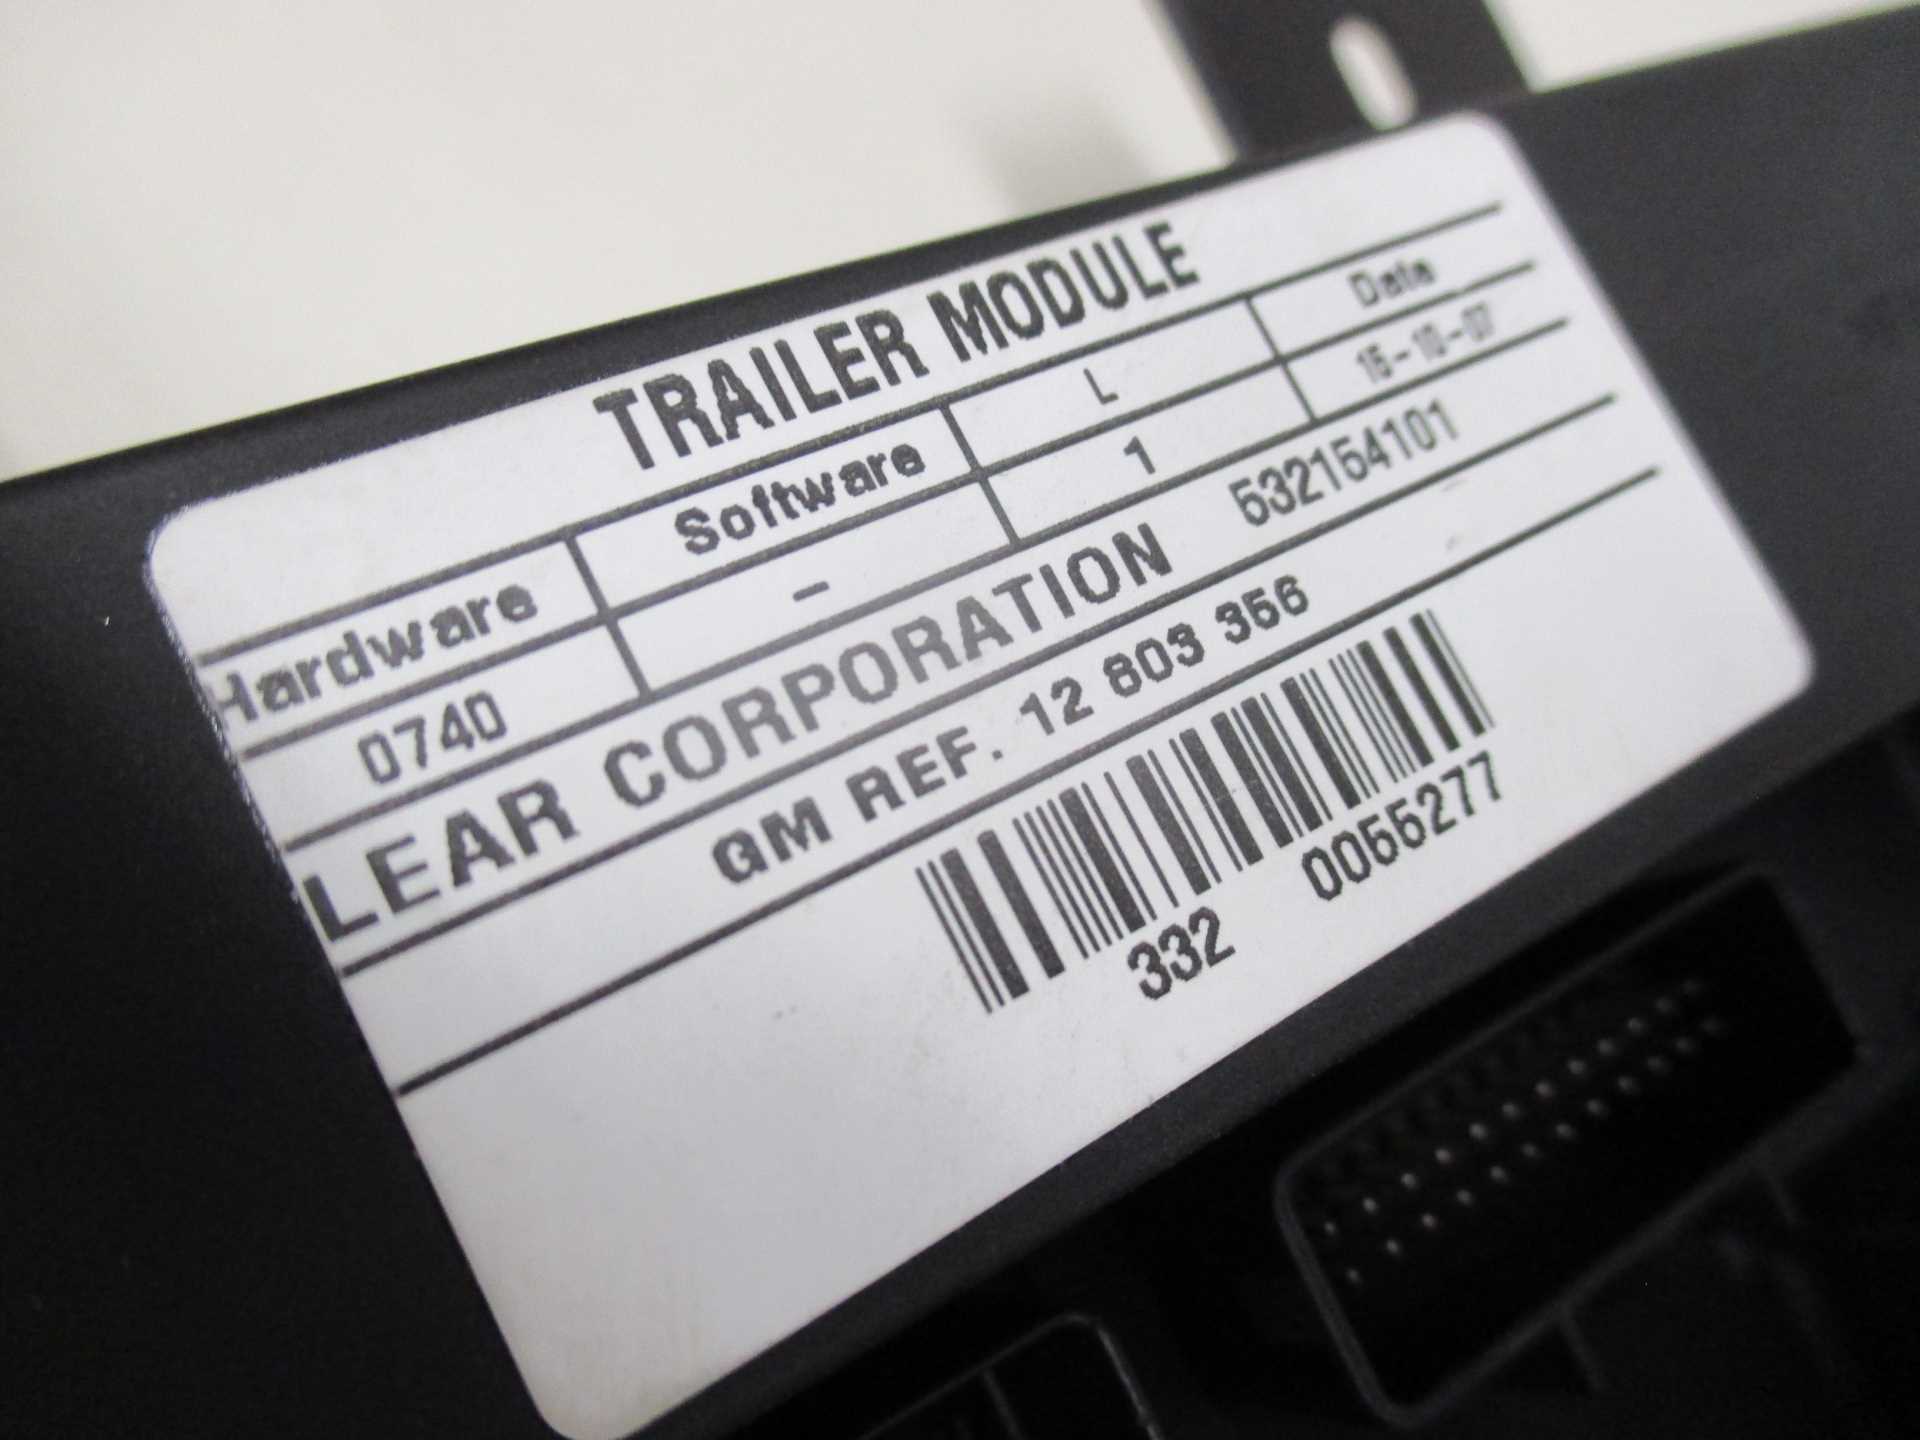 TRAILER MODULE
Hardware Software L Date
0740 - 1 15-10-07
LEAR CORPORATION 532154101
GM REF. 12 803 356
332 0055277